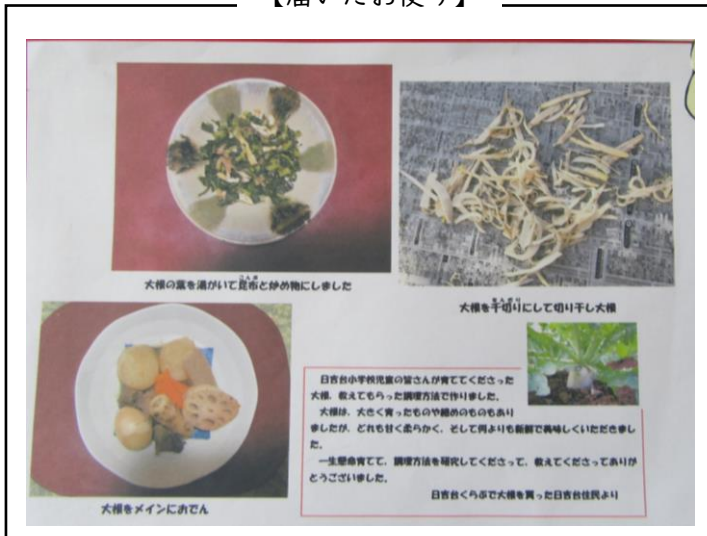 【届いたお便り】
大根の葉を湯がいて昆布と炒め物にしました
大根を千切りにして切り干し大根
大根をメインにおでん
日吉台小学校児童の皆さんが育ててくださった
大根、教えてもらった調理方法で作りました。
大根は、大きく育ったものや細めのものもあり
ましたが、どれも甘く柔らかく、そして何よりも新鮮で美味しくいただきまし
た。
一生懸命育てて、調理方法を研究してくださって、教えてくださってありが
とうございました。
日吉台くらぶで大根を買った日吉台住民より